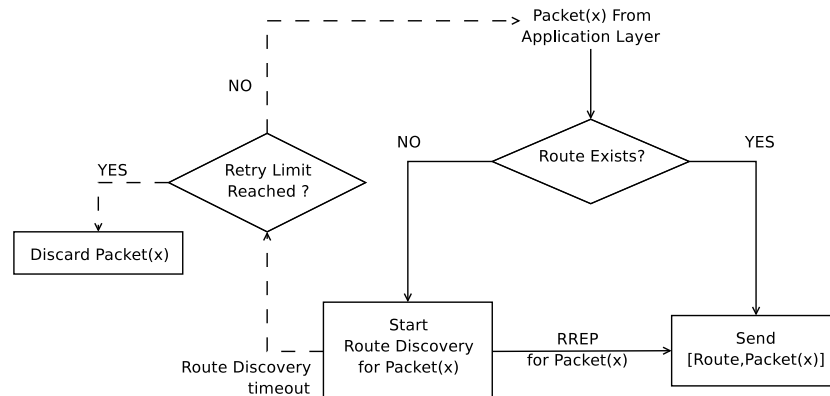 Packet(x) From
Application Layer
NO
NO
YES
Route Exists?
YES
Retry Limit
Reached ?
Discard Packet(x)
Start
Route Discovery
for Packet(x)
RREP
for Packet(x)
Send
[Route,Packet(x)]
Route Discovery
timeout